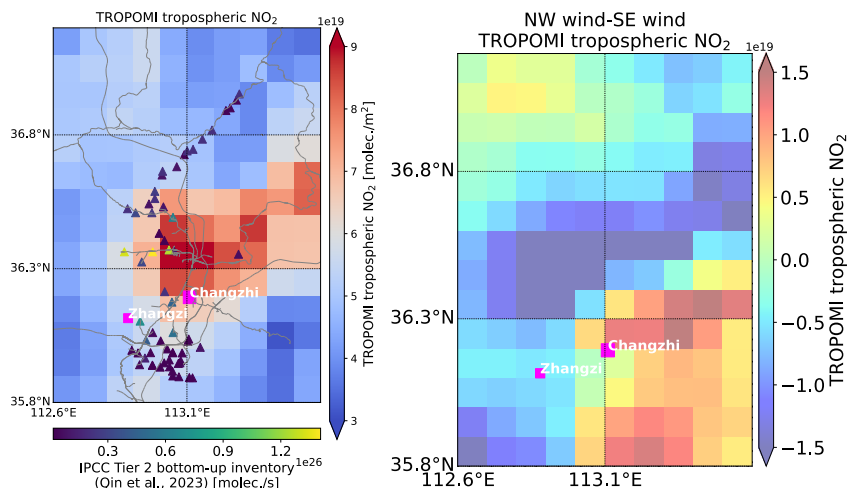 TROPOMI tropospheric NO₂
1e19
36.8°N
36.3°N
35.8°N
112.6°E
113.1°E
Changzhi
Zhangzi
9
8
7
6
5
4
3
TROPOMI tropospheric NO₂ [molec./m²]
0.3
0.6
0.9
1.2
1e26
IPCC Tier 2 bottom-up inventory
(Qin et al., 2023) [molec./s]
NW wind-SE wind
TROPOMI tropospheric NO₂
1e19
36.8°N
36.3°N
35.8°N
112.6°E
113.1°E
Changzhi
Zhangzi
1.5
1.0
0.5
0.0
−0.5
−1.0
−1.5
TROPOMI tropospheric NO₂